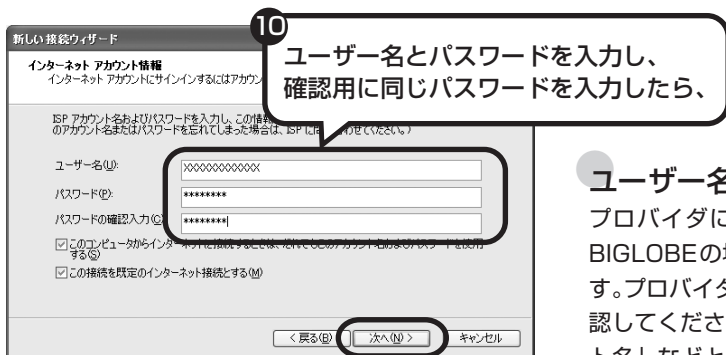 新しい接続ウィザード
10
ユーザー名とパスワードを入力し、
確認用に同じパスワードを入力したら、
インターネット アカウント情報
インターネット アカウントにサインインするにはアカウン
ISP アカウント名およびパスワードを入力し、この情報
のアカウント名またはパスワードを忘れてしまった場合は、ISP に
わせてください。)
ユーザー名(U):
XXXXXXXXXXXX
パスワード(P):
********
パスワードの確認入力(C):
********
このコンピュータからインターネットに接続するときは、だれでもこのアカウント名およびパスワードを使用
する(S)
この接続を既定のインターネット接続とする(M)
< 戻る(B)
次へ(N) >
キャンセル
ユーザー名
プロバイダに
BIGLOBEの
す。プロバイダ
認してくださ
ト名」などと